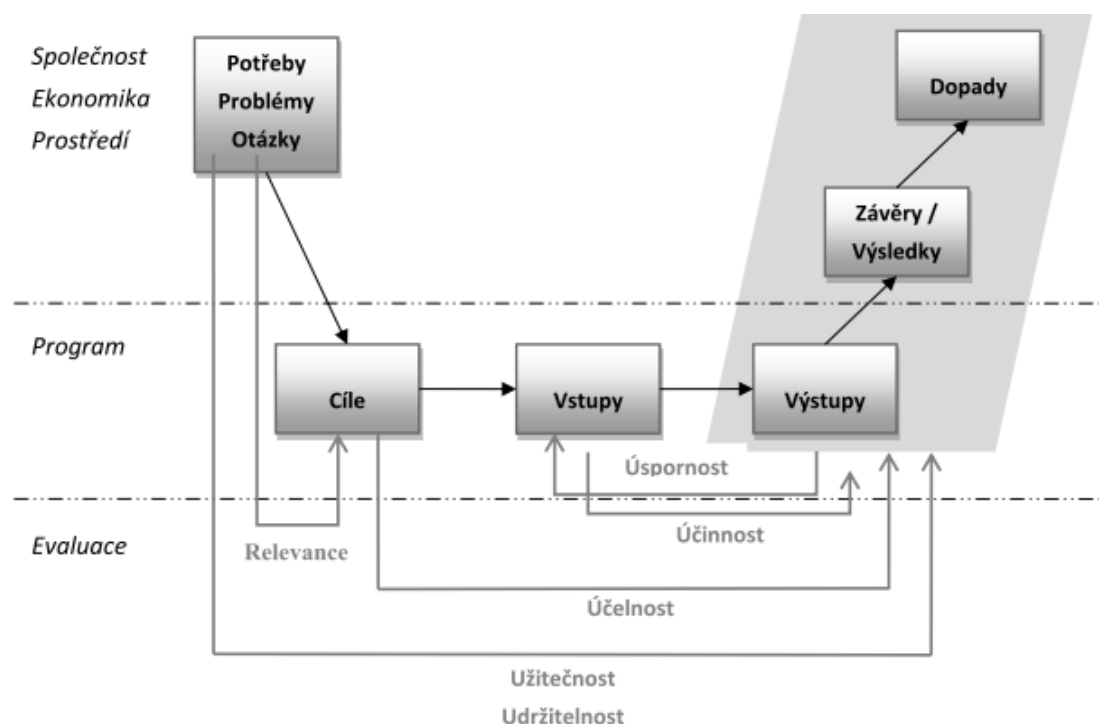 Společnost
Ekonomika
Prostředí
Potřeby
Problémy
Otázky
Dopady
Závěry /
Výsledky
Program
Cíle
Vstupy
Výstupy
Úspornost
Evaluace
Relevance
Účinnost
Účelnost
Užitečnost
Udržitelnost